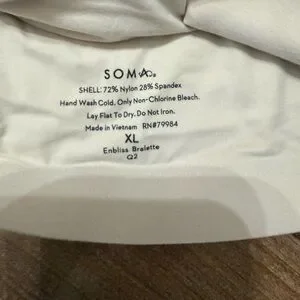 SOMA
SHELL: 72% Nylon 28% Spandex
Hand Wash Cold. Only Non-Chlorine Bleach.
Lay Flat To Dry. Do Not Iron.
Made in Vietnam RN#79984
XL
Enbliss Bralette
Q2